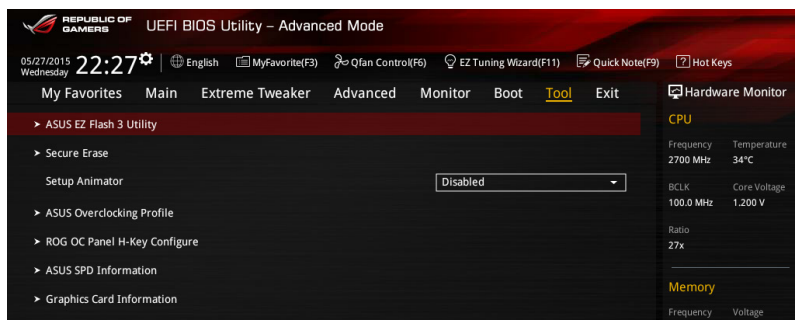 REPUBLIC OF
GAMERS
UEFI BIOS Utility – Advanced Mode
05/27/2015
Wednesday
22:27
English
MyFavorite(F3)
Qfan Control(F6)
EZ Tuning Wizard(F11)
Quick Note(F9)
? Hot Keys
My Favorites Main Extreme Tweaker Advanced Monitor Boot Tool Exit
Hardware Monitor
> ASUS EZ Flash 3 Utility
> Secure Erase
Setup Animator Disabled
> ASUS Overclocking Profile
> ROG OC Panel H-Key Configure
> ASUS SPD Information
> Graphics Card Information
CPU
Frequency Temperature
2700 MHz 34°C
BCLK Core Voltage
100.0 MHz 1.200 V
Ratio
27x
Memory
Frequency Voltage